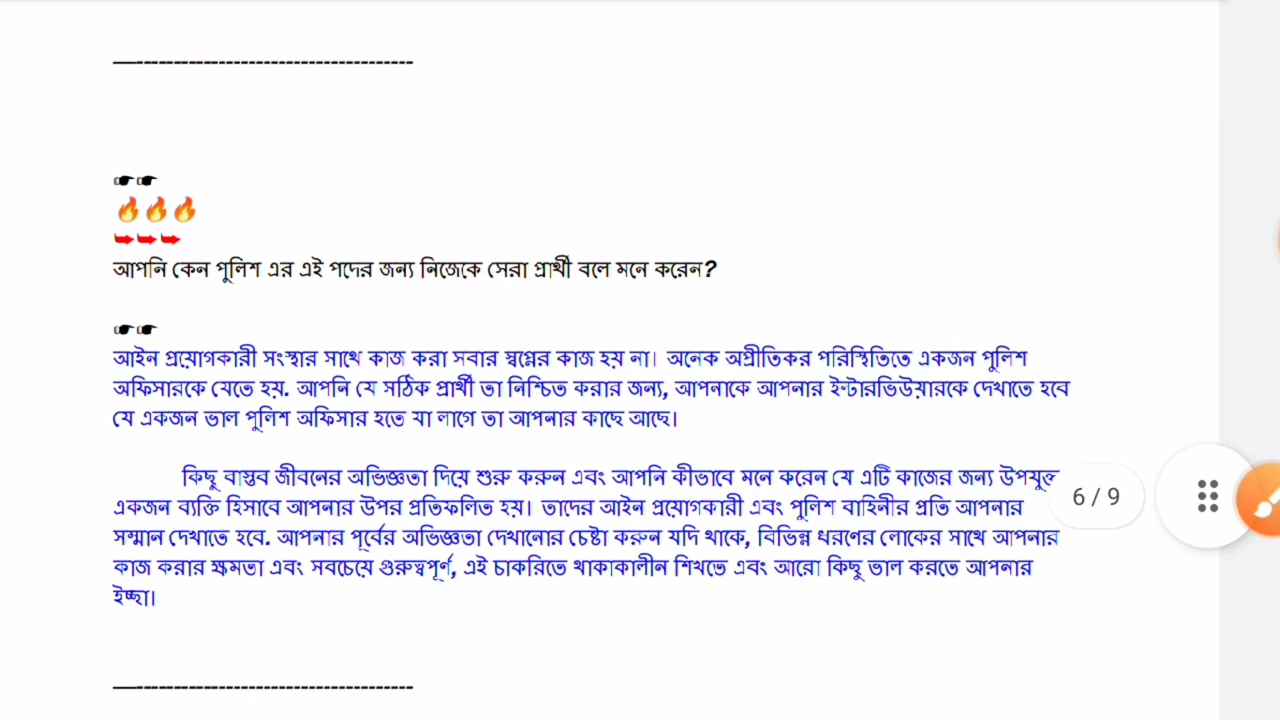 —-------------------------------------
☛☛
🔥🔥🔥
➥➥➥
আপনি কেন পুলিশ এর এই পদের জন্য নিজেকে সেরা প্রার্থী বলে মনে করেন?
☛☛
আইন প্রয়োগকারী সংস্থার সাথে কাজ করা সবার স্বপ্নের কাজ হয় না। অনেক অপ্রীতিকর পরিস্থিতিতে একজন পুলিশ
অফিসারকে যেতে হয়. আপনি যে সঠিক প্রার্থী তা নিশ্চিত করার জন্য, আপনাকে আপনার ইন্টারভিউয়ারকে দেখাতে হবে
যে একজন ভাল পুলিশ অফিসার হতে যা লাগে তা আপনার কাছে আছে।
কিছু বাস্তব জীবনের অভিজ্ঞতা দিয়ে শুরু করুন এবং আপনি কীভাবে মনে করেন যে এটি কাজের জন্য উপযুক্ত
একজন ব্যক্তি হিসাবে আপনার উপর প্রতিফলিত হয়। তাদের আইন প্রয়োগকারী এবং পুলিশ বাহিনীর প্রতি আপনার
সম্মান দেখাতে হবে. আপনার পূর্বের অভিজ্ঞতা দেখানোর চেষ্টা করুন যদি থাকে, বিভিন্ন ধরণের লোকের সাথে আপনার
কাজ করার ক্ষমতা এবং সবচেয়ে গুরুত্বপূর্ণ, এই চাকরিতে থাকাকালীন শিখতে এবং আরো কিছু ভাল করতে আপনার
ইচ্ছা।
6 / 9
—-------------------------------------